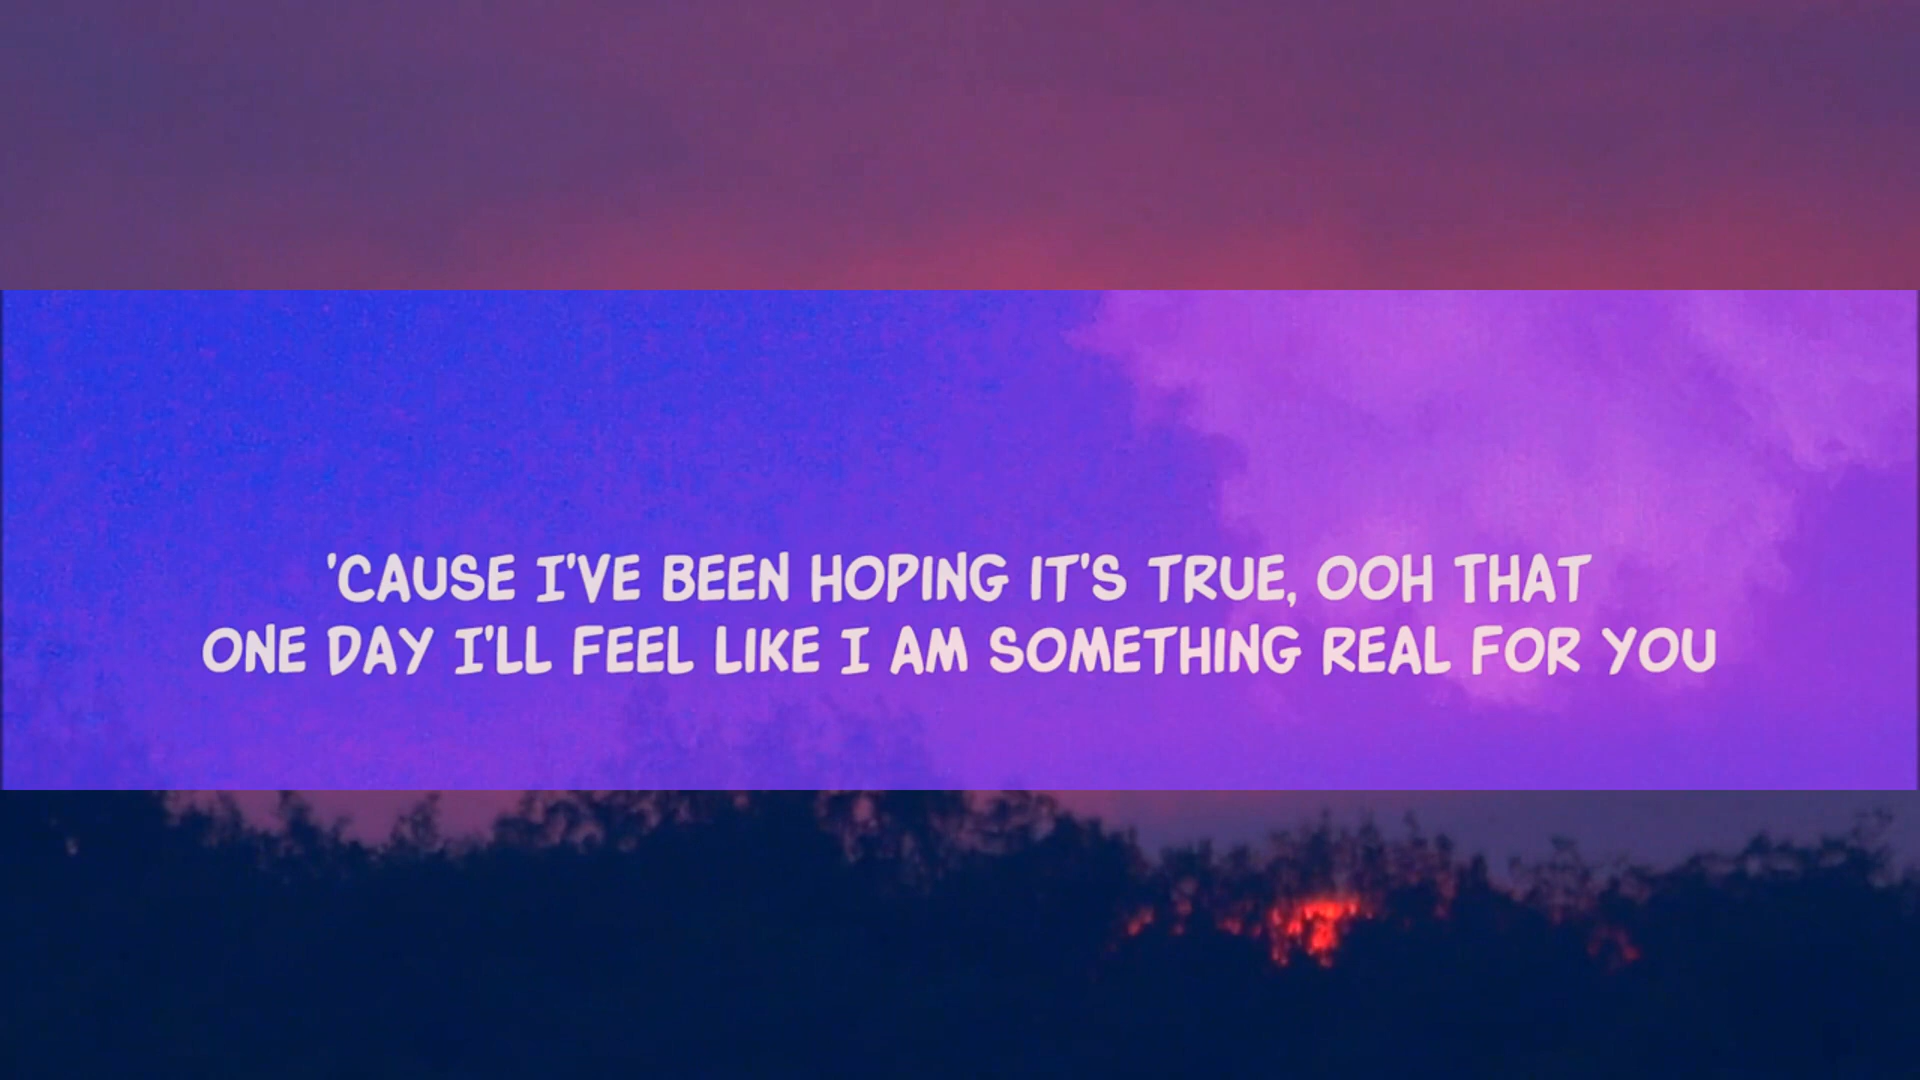 'CAUSE I'VE BEEN HOPING IT'S TRUE, OOH THAT
ONE DAY I'LL FEEL LIKE I AM SOMETHING REAL FOR YOU